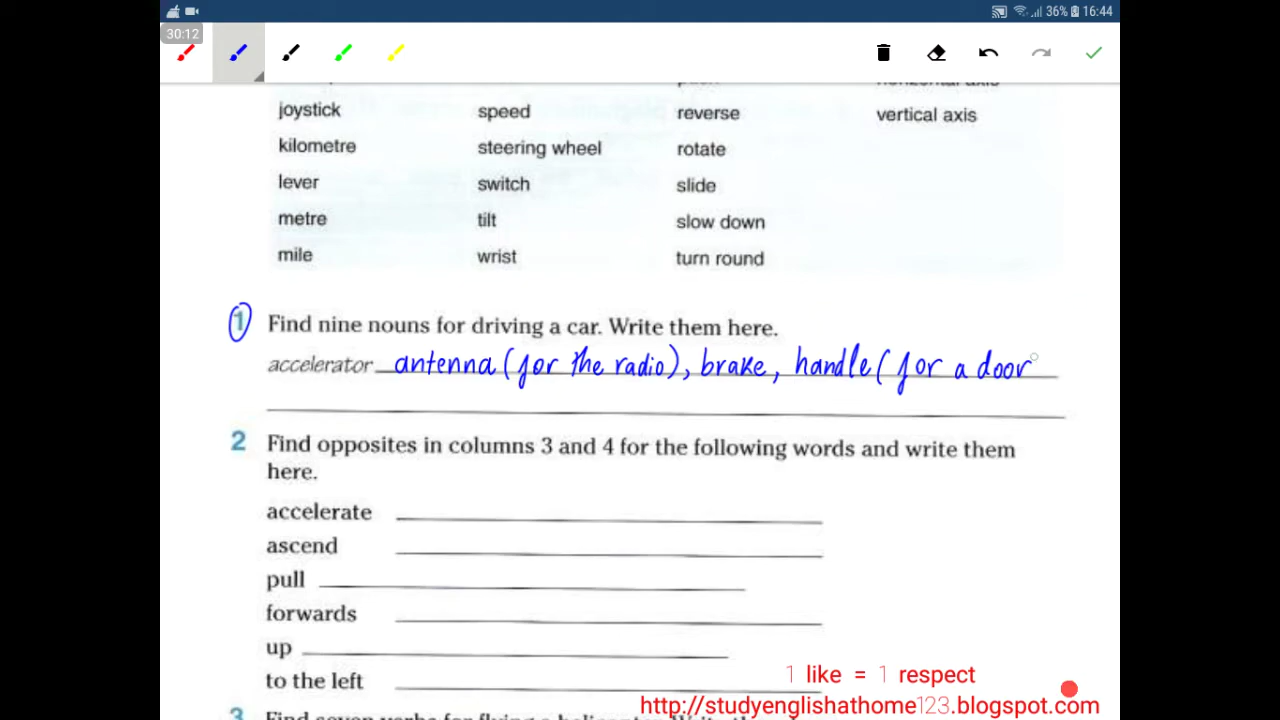 36% 16:44
30:12
joystick speed reverse vertical axis
kilometre steering wheel rotate
lever switch slide
metre tilt slow down
mile wrist turn round
1 Find nine nouns for driving a car. Write them here.
accelerator antenna (for the radio), brake, handle (for a door
2 Find opposites in columns 3 and 4 for the following words and write them
here.
accelerate
ascend
pull
forwards
up
to the left
1 like = 1 respect
http://studyenglishathome123.blogspot.com